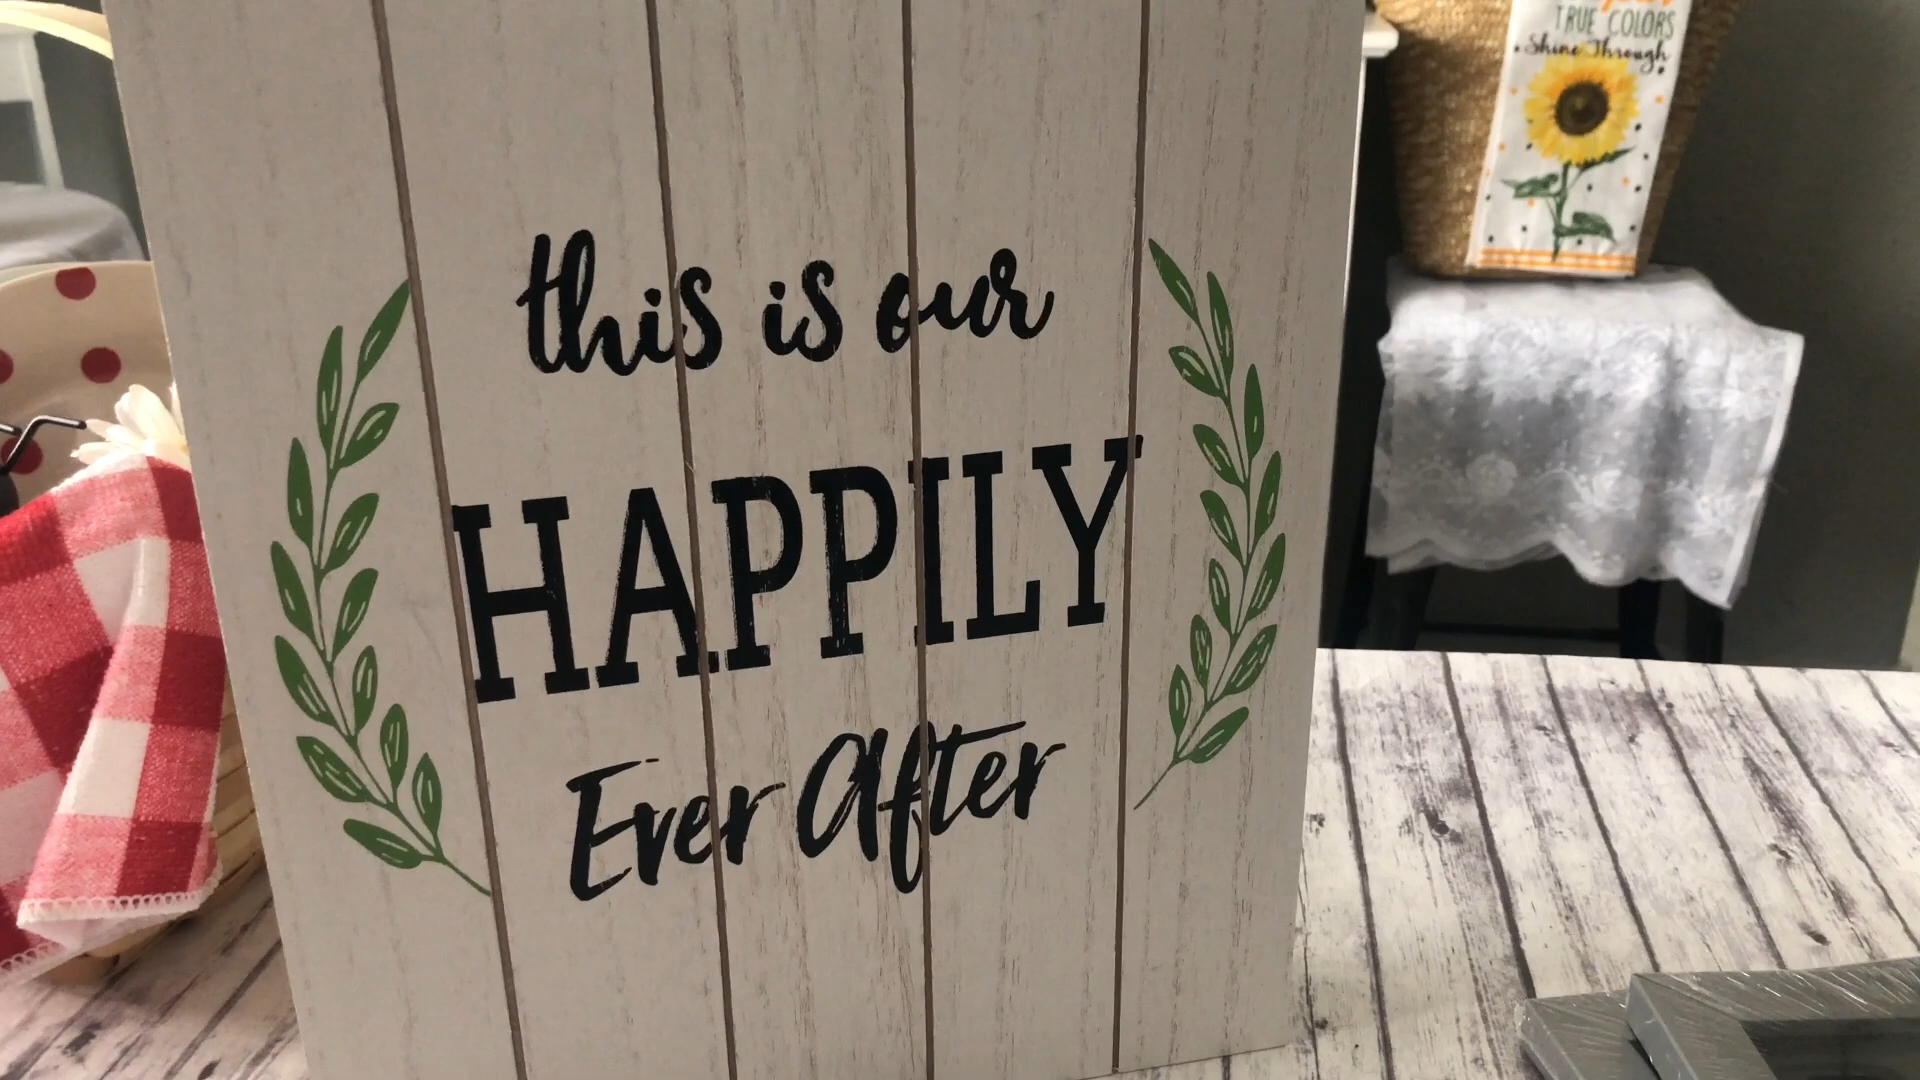 this is our
HAPPILY
Ever After
TRUE COLORS
Shine Through